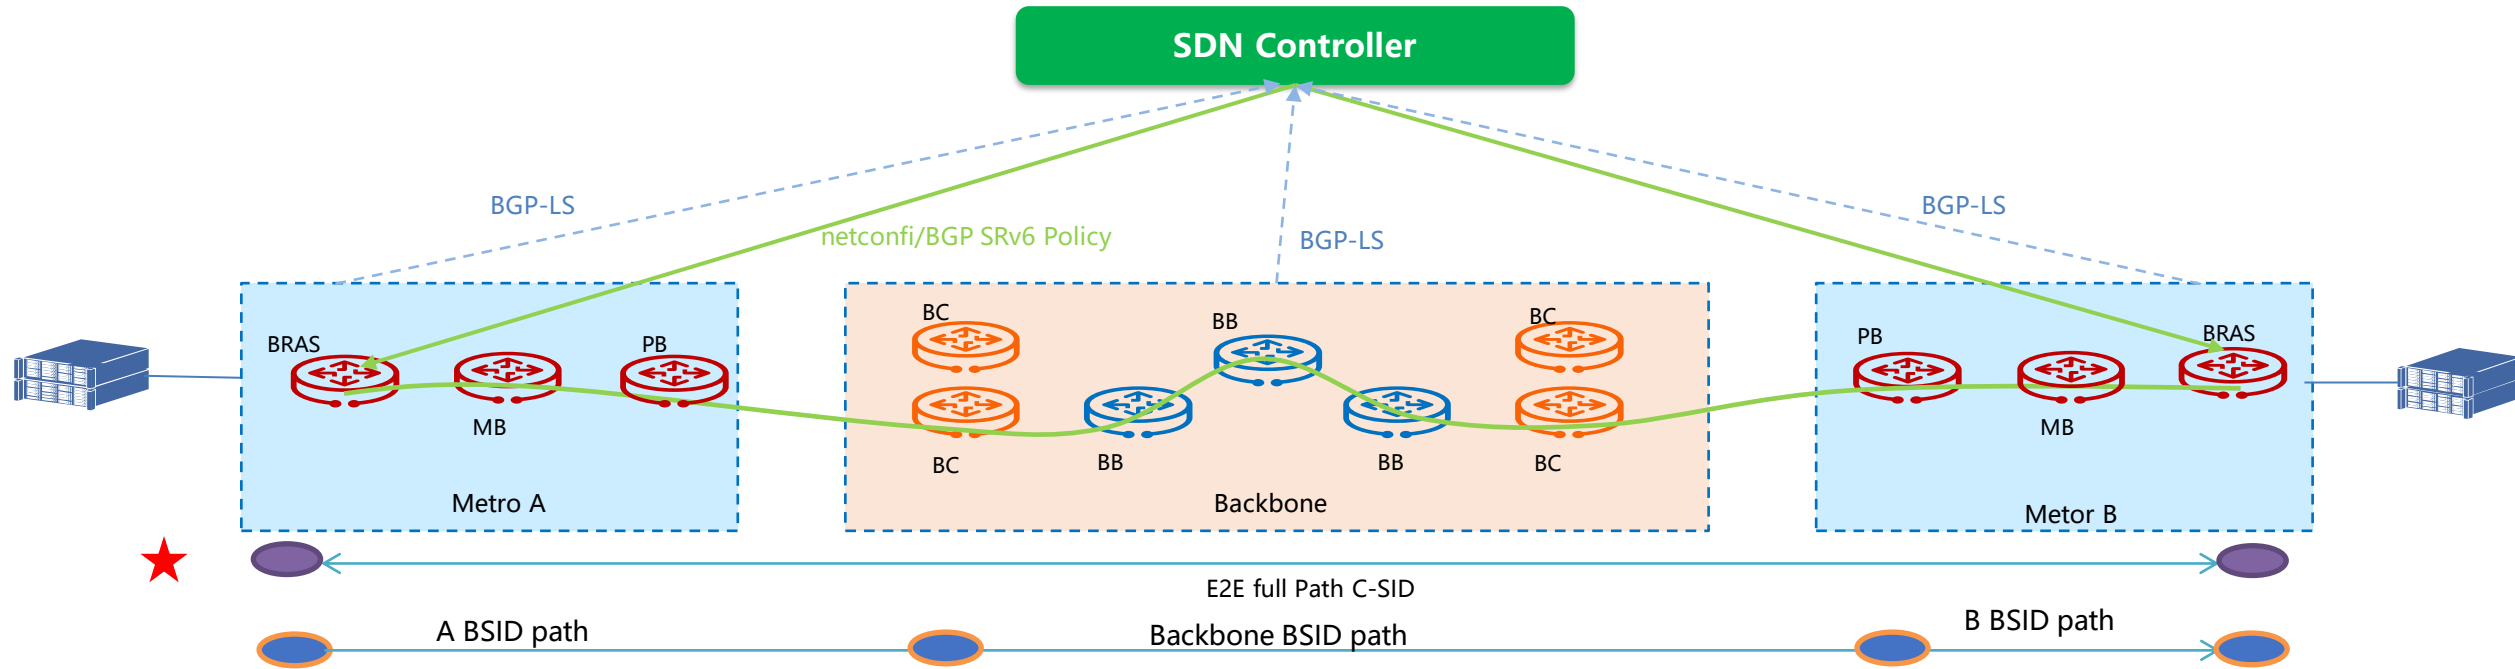 SDN Controller
BGP-LS
BGP-LS
netconfi/BGP SRv6 Policy
BGP-LS
BRAS
MB
PB
Metro A
BC
BC
BB
BB
BB
BC
BC
Backbone
PB
MB
BRAS
Metor B
E2E full Path C-SID
A BSID path
Backbone BSID path
B BSID path